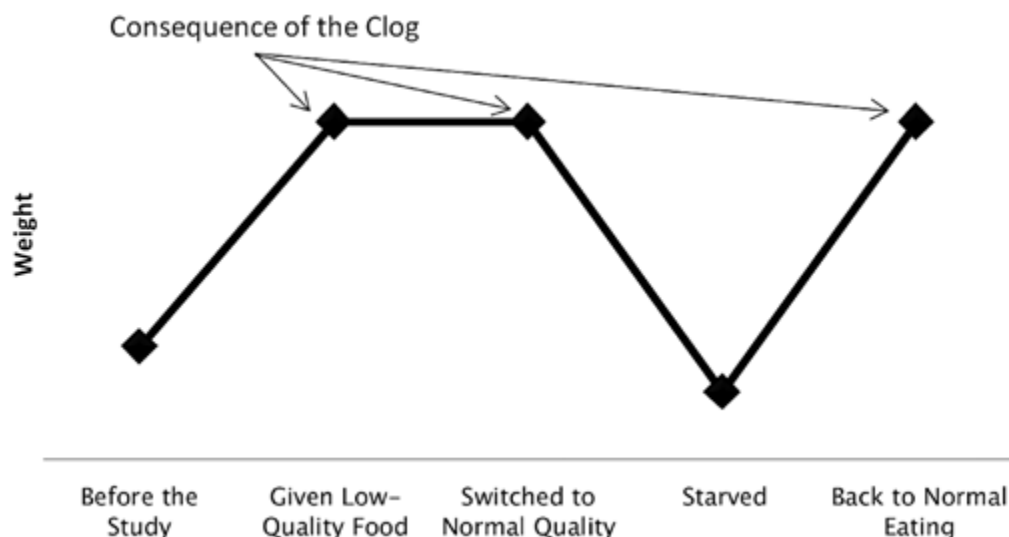 Consequence of the Clog
Weight
Before the
Study
Given Low-
Quality Food
Switched to
Normal Quality
Starved
Back to Normal
Eating